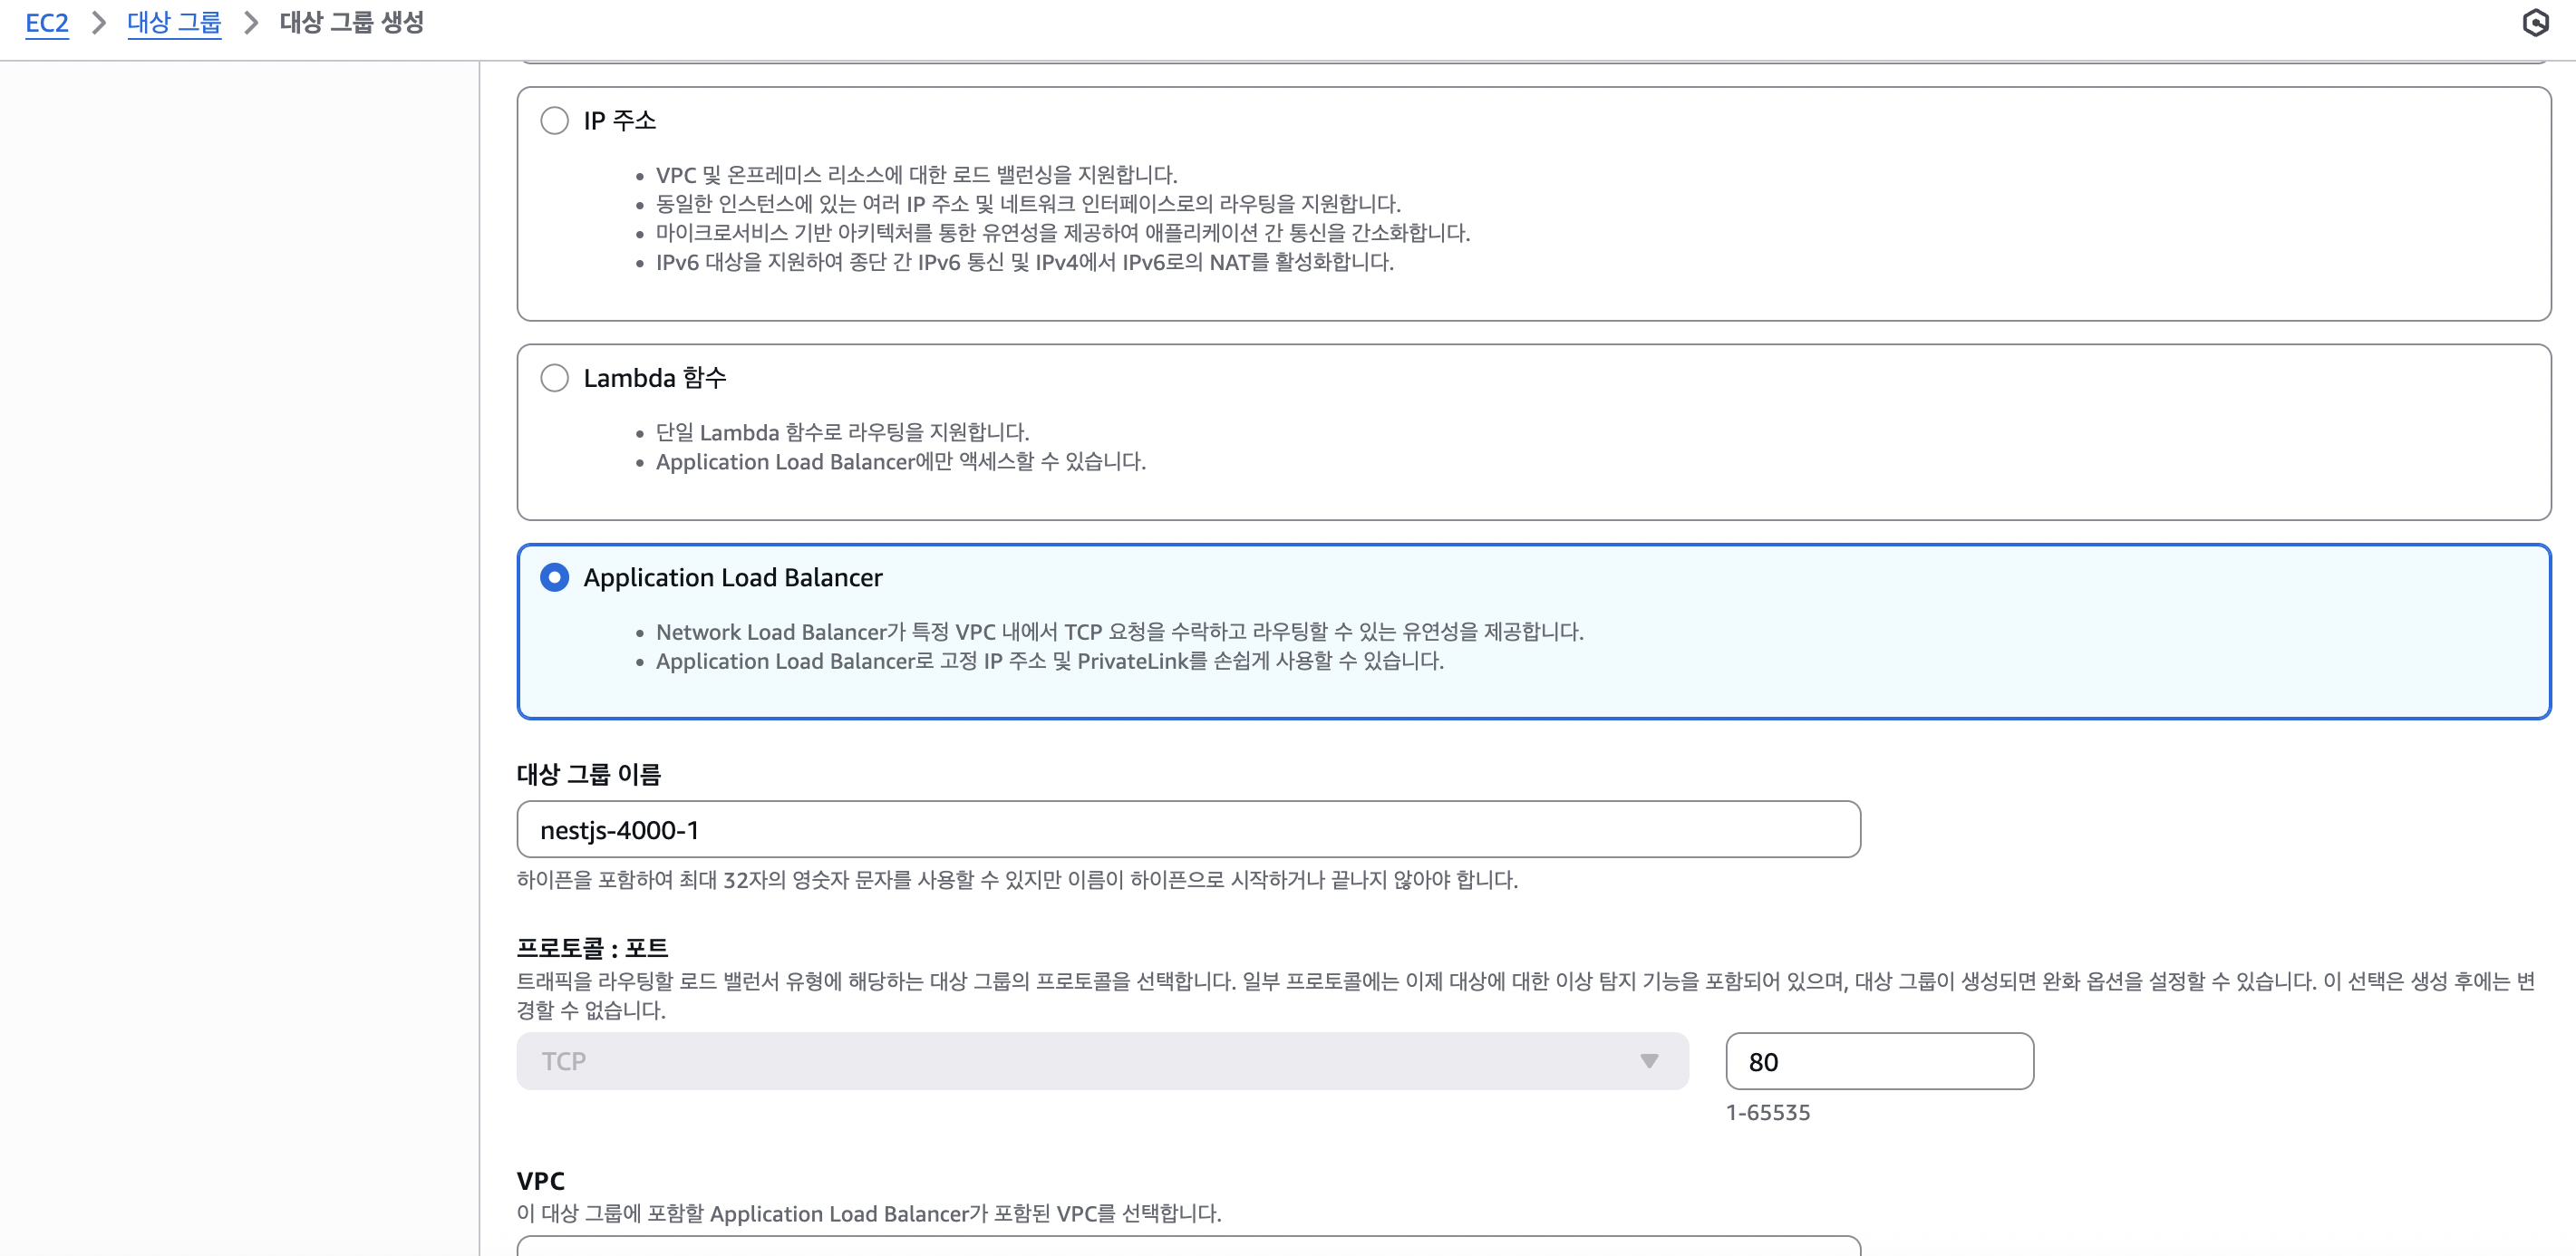 EC2 > 대상 그룹 > 대상 그룹 생성
IP 주소
• VPC 및 온프레미스 리소스에 대한 로드 밸런싱을 지원합니다.
• 동일한 인스턴스에 있는 여러 IP 주소 및 네트워크 인터페이스로의 라우팅을 지원합니다.
• 마이크로서비스 기반 아키텍처를 통한 유연성을 제공하여 애플리케이션 간 통신을 간소화합니다.
• IPv6 대상을 지원하여 종단 간 IPv6 통신 및 IPv4에서 IPv6로의 NAT를 활성화합니다.
Lambda 함수
• 단일 Lambda 함수로 라우팅을 지원합니다.
• Application Load Balancer에만 액세스할 수 있습니다.
Application Load Balancer
• Network Load Balancer가 특정 VPC 내에서 TCP 요청을 수락하고 라우팅할 수 있는 유연성을 제공합니다.
• Application Load Balancer로 고정 IP 주소 및 PrivateLink를 손쉽게 사용할 수 있습니다.
대상 그룹 이름
nestjs-4000-1
하이픈을 포함하여 최대 32자의 영숫자 문자를 사용할 수 있지만 이름이 하이픈으로 시작하거나 끝나지 않아야 합니다.
프로토콜 : 포트
트래픽을 라우팅할 로드 밸런서 유형에 해당하는 대상 그룹의 프로토콜을 선택합니다. 일부 프로토콜에는 이제 대상에 대한 이상 탐지 기능을 포함되어 있으며, 대상 그룹이 생성되면 완화 옵션을 설정할 수 있습니다. 이 선택은 생성 후에는 변
경할 수 없습니다.
TCP
80
1-65535
VPC
이 대상 그룹에 포함할 Application Load Balancer가 포함된 VPC를 선택합니다.